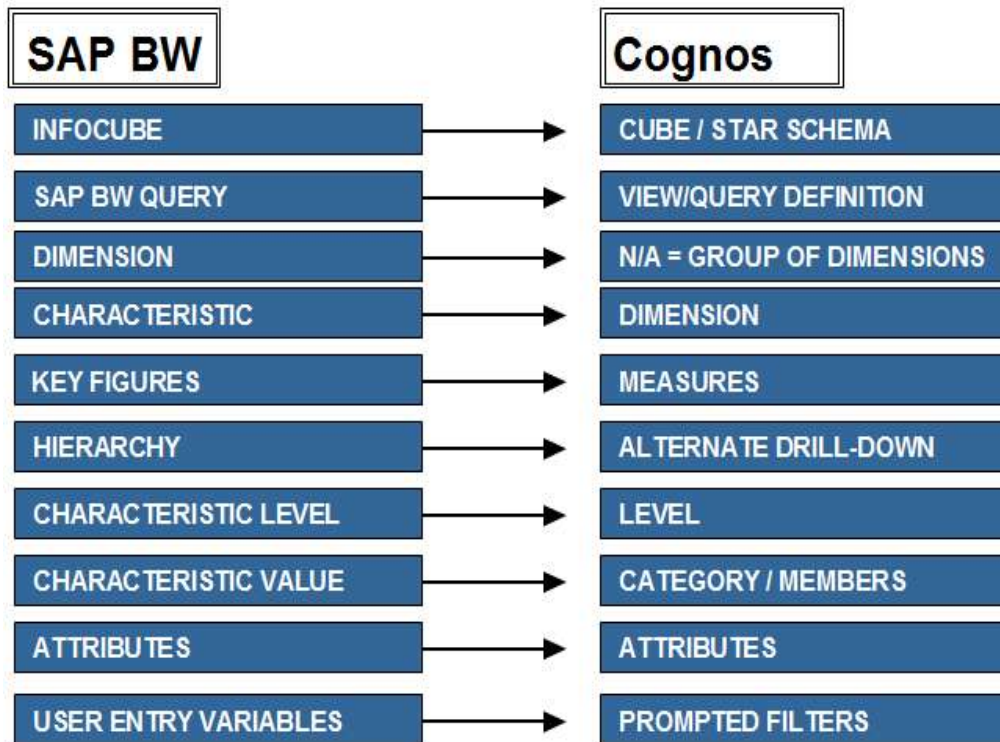 SAP BW
Cognos
INFOCUBE
CUBE / STAR SCHEMA
SAP BW QUERY
VIEW/QUERY DEFINITION
DIMENSION
N/A = GROUP OF DIMENSIONS
CHARACTERISTIC
DIMENSION
KEY FIGURES
MEASURES
HIERARCHY
ALTERNATE DRILL-DOWN
CHARACTERISTIC LEVEL
LEVEL
CHARACTERISTIC VALUE
CATEGORY / MEMBERS
ATTRIBUTES
ATTRIBUTES
USER ENTRY VARIABLES
PROMPTED FILTERS